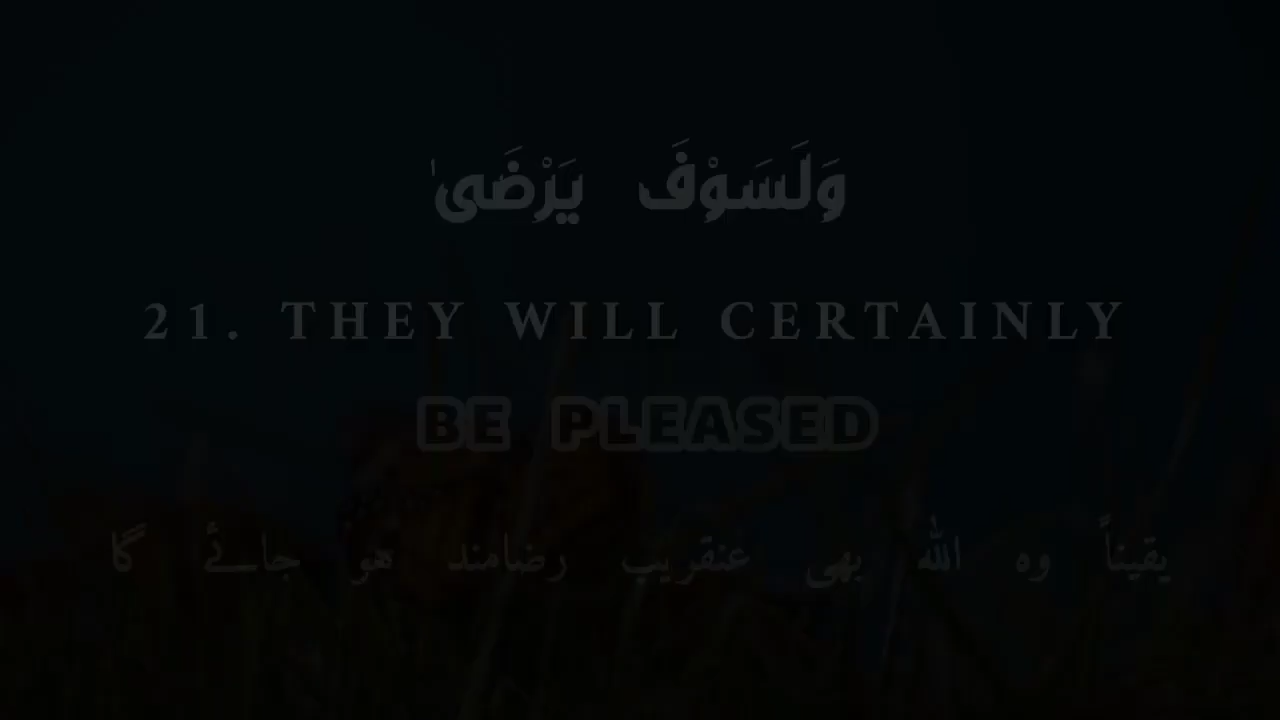 وَلَسَوْفَ يَرْضَىٰ
21. THEY WILL CERTAINLY
BE PLEASED
یقیناً وہ اللہ بھی عنقریب رضامند ہو جائے گا